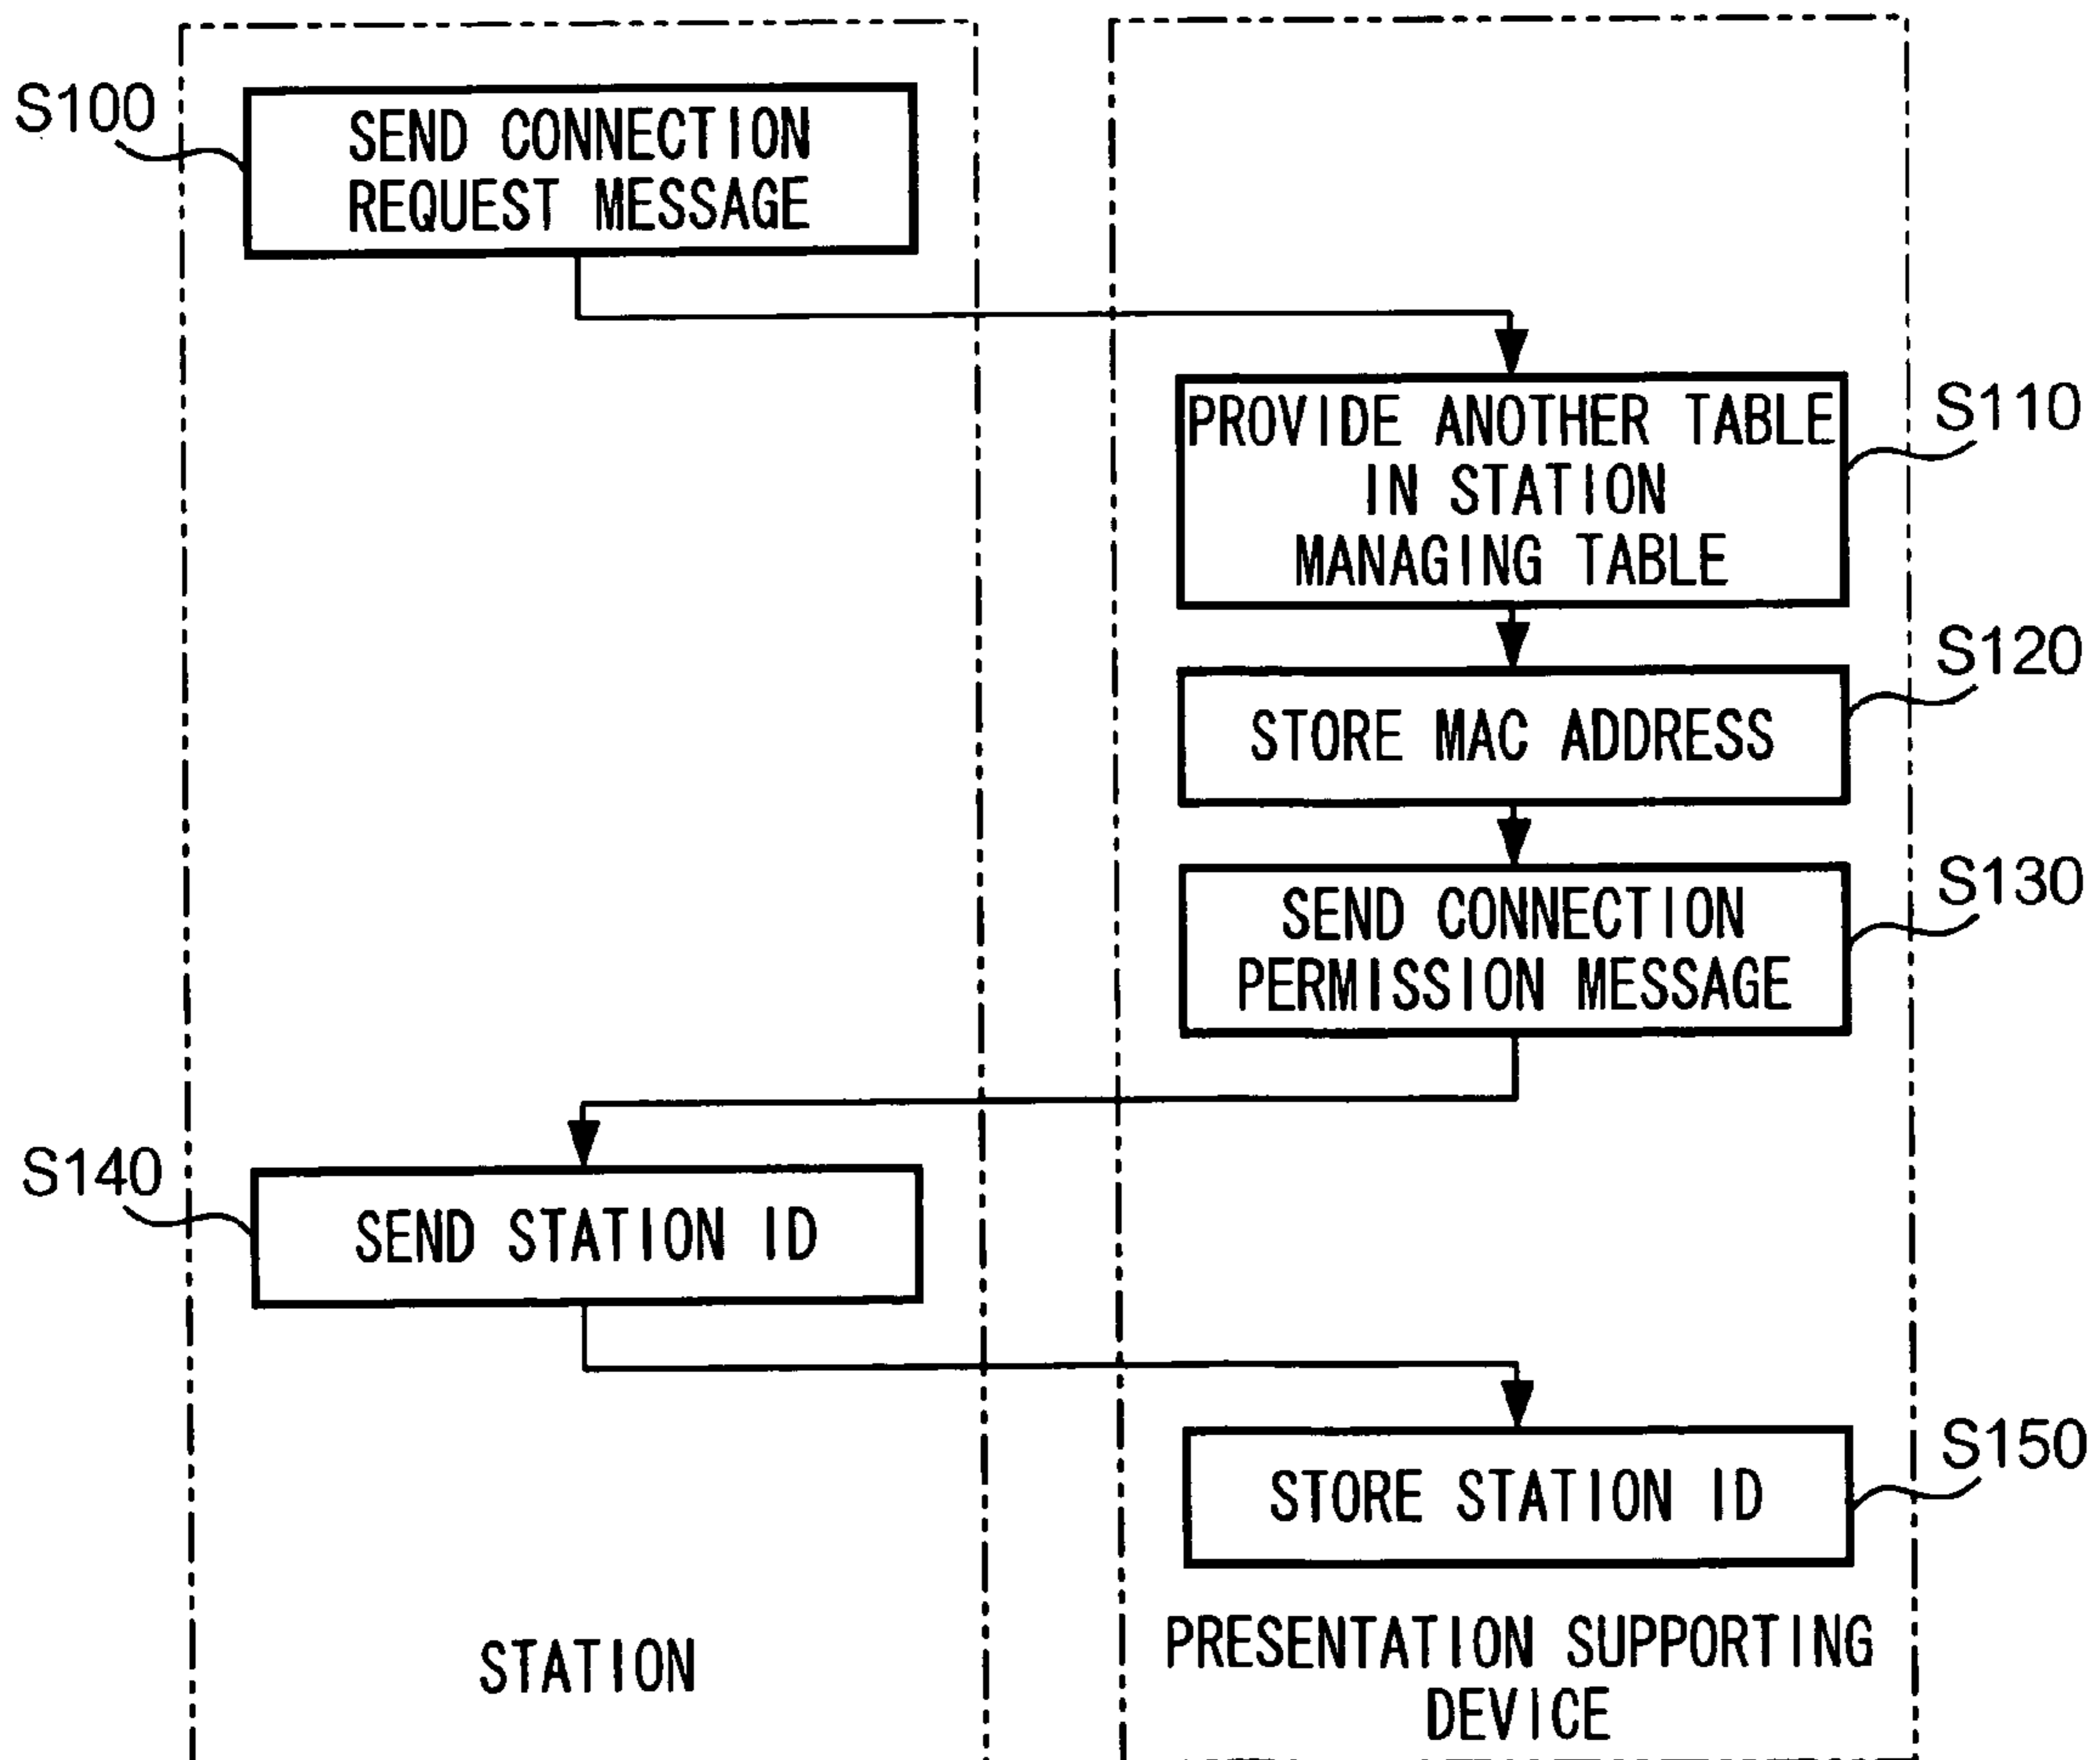 S100
SEND CONNECTION
REQUEST MESSAGE
PROVIDE ANOTHER TABLE
IN STATION
MANAGING TABLE
S110
STORE MAC ADDRESS
S120
SEND CONNECTION
PERMISSION MESSAGE
S130
S140
SEND STATION ID
STORE STATION ID
S150
STATION
PRESENTATION SUPPORTING
DEVICE